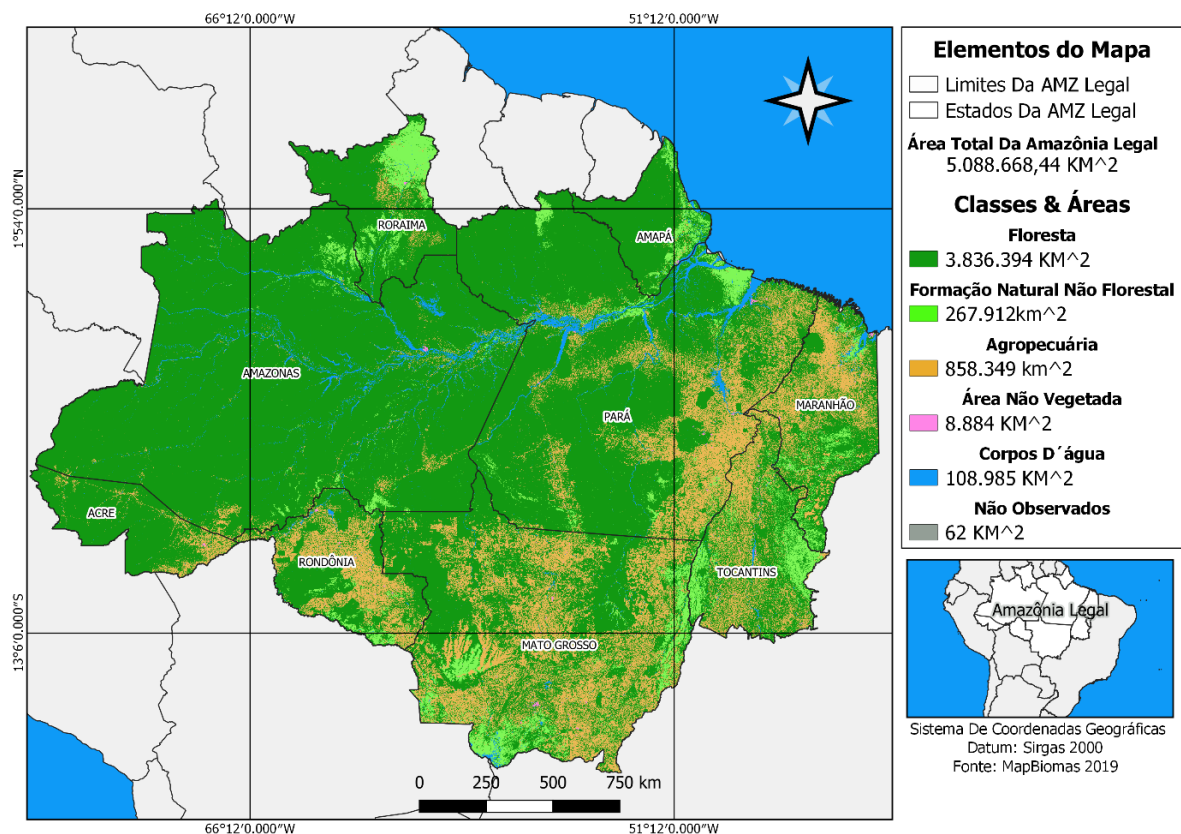 66°12′0.000″W
51°12′0.000″W
1°54′0.000″N
13°6′0.000″S
RORAIMA
AMAPÁ
AMAZONAS
PARÁ
MARANHÃO
ACRE
RONDÔNIA
TOCANTINS
MATO GROSSO
0 250 500 750 km
66°12′0.000″W
51°12′0.000″W
Elementos do Mapa
Limites Da AMZ Legal
Estados Da AMZ Legal
Área Total Da Amazônia Legal
5.088.668,44 KM^2
Classes & Áreas
Floresta
3.836.394 KM^2
Formação Natural Não Florestal
267.912km^2
Agropecuária
858.349 km^2
Área Não Vegetada
8.884 KM^2
Corpos D´água
108.985 KM^2
Não Observados
62 KM^2
Amazônia Legal
Sistema De Coordenadas Geográficas
Datum: Sirgas 2000
Fonte: MapBiomas 2019